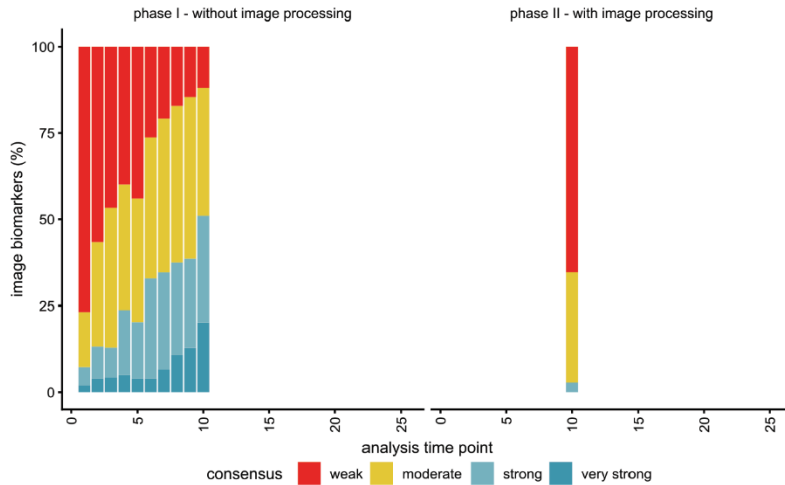 phase I - without image processing
phase II - with image processing
image biomarkers (%)
100
75
50
25
0
0 5 10 15 20 25
0 5 10 15 20 25
analysis time point
consensus weak moderate strong very strong